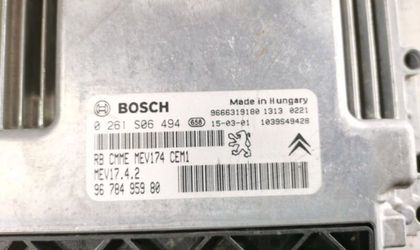 BOSCH
Made in Hungary
9666319180 1313 0221
0 261 S06 494 658 15-03-01 1039S49428
RB CMME MEV174 CEM1
MEV17.4.2
96 784 959 80